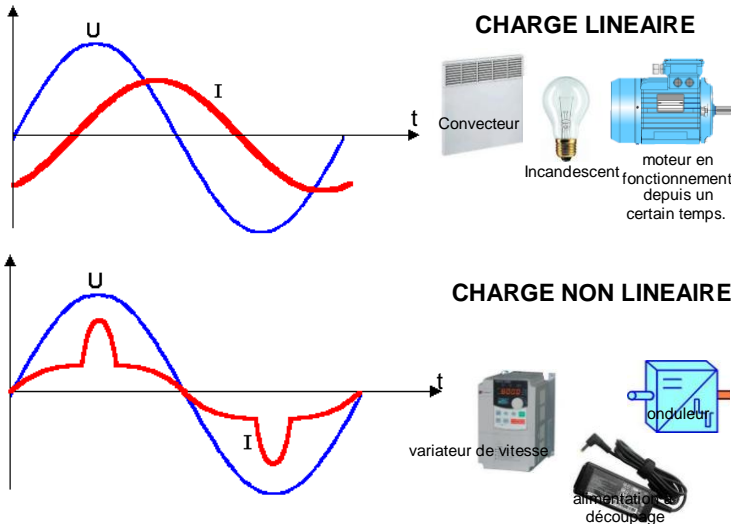 U
CHARGE LINEAIRE
I
t
Convecteur
Incandescent
moteur en
fonctionnement
depuis un
certain temps.
U
CHARGE NON LINEAIRE
t
onduleur
I
variateur de vitesse
alimentation à
découpage